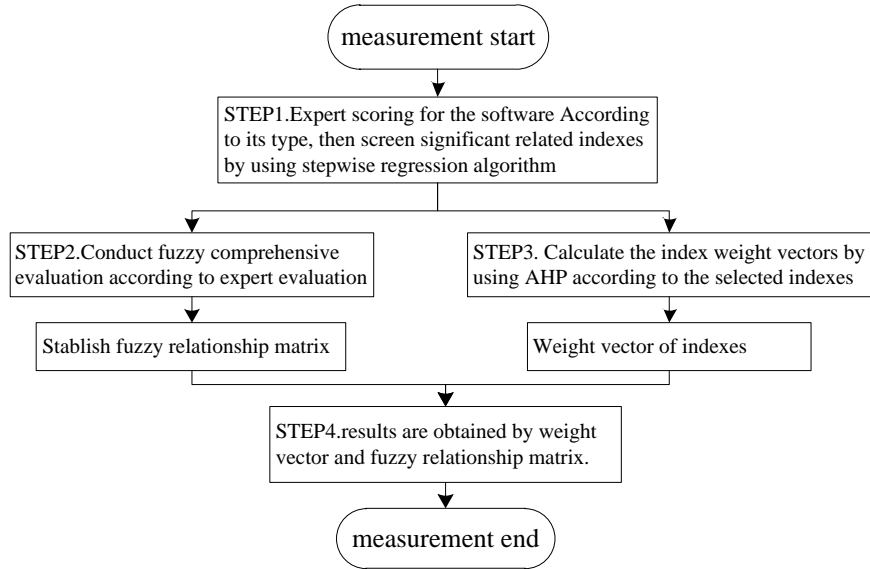 measurement start
STEP1.Expert scoring for the software According
to its type, then screen significant related indexes
by using stepwise regression algorithm
STEP2.Conduct fuzzy comprehensive
evaluation according to expert evaluation
STEP3. Calculate the index weight vectors by
using AHP according to the selected indexes
Stablish fuzzy relationship matrix
Weight vector of indexes
STEP4.results are obtained by weight
vector and fuzzy relationship matrix.
measurement end